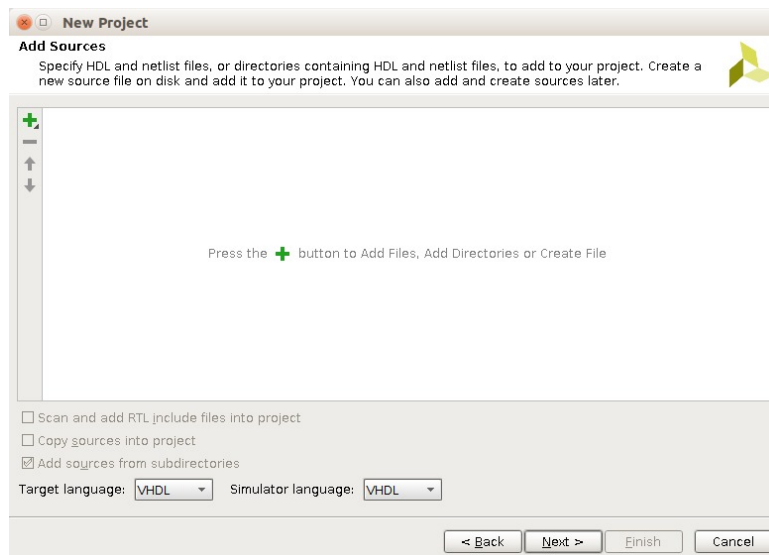 New Project
Add Sources
Specify HDL and netlist files, or directories containing HDL and netlist files, to add to your project. Create a
new source file on disk and add it to your project. You can also add and create sources later.
Press the + button to Add Files, Add Directories or Create File
Scan and add RTL include files into project
Copy sources into project
Add sources from subdirectories
Target language: VHDL Simulator language: VHDL
< Back Next > Finish Cancel